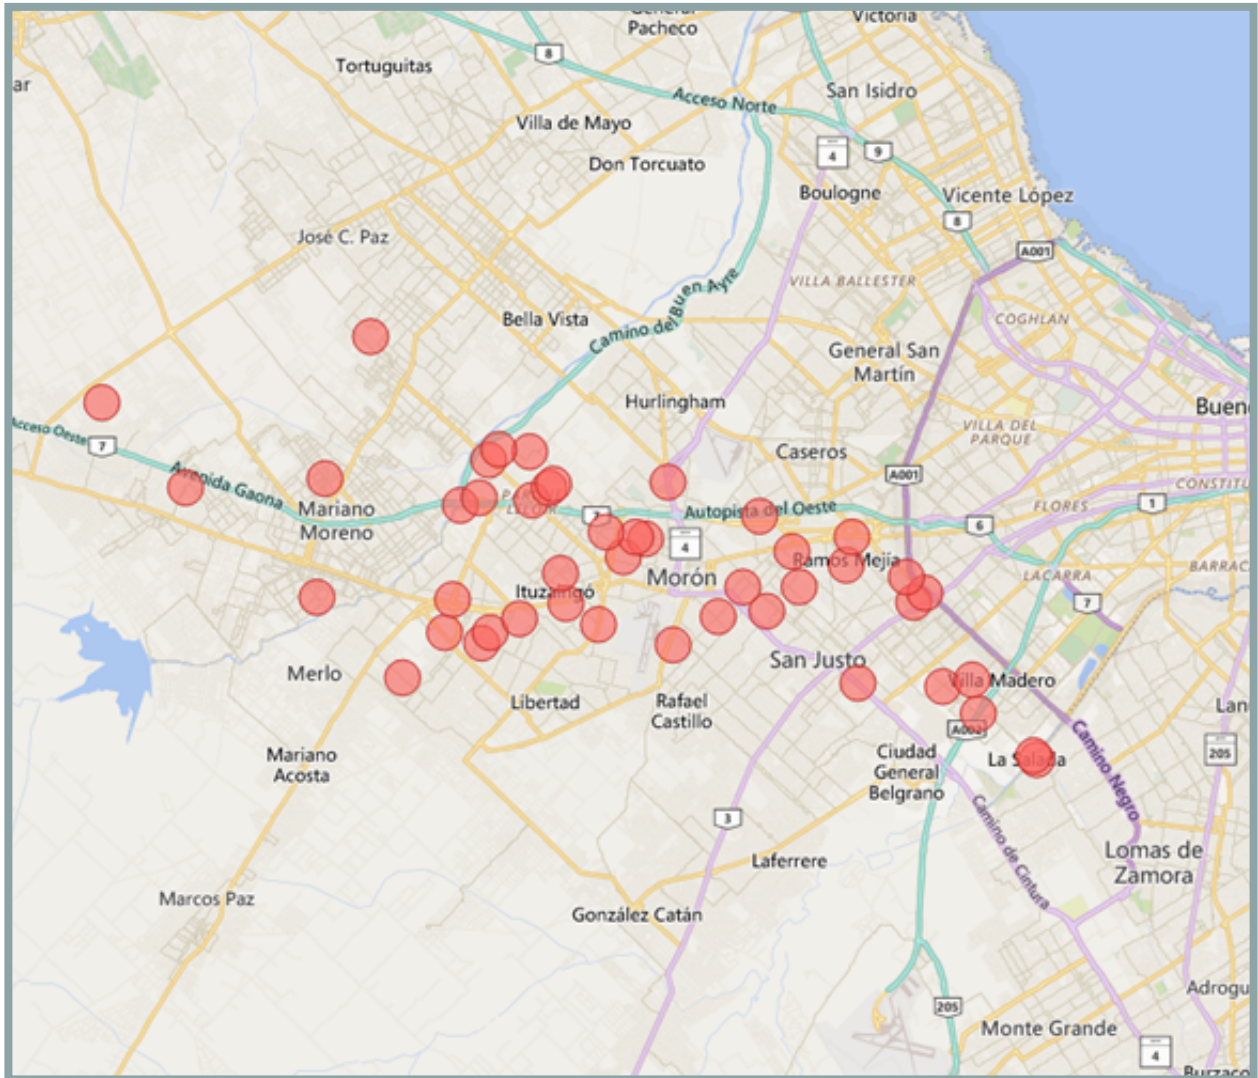 General
Pacheco
Victoria
8
Tortuguitas
ar
Acceso Norte
San Isidro
Villa de Mayo
4
9
Don Torcuato
Boulogne
Vicente López
8
José C. Paz
A001
VILLA BALLESTER
Camino del Buen Ayre
Bella Vista
COGHLAN
General San
Martín
Hurlingham
Buen
Acceso Oeste
7
VILLA DEL
PARQUE
Caseros
Avenida Gaona
A001
CONSTITU
Mariano
Moreno
7
Autopista del Oeste
FLORES
1
6
4
Ramos Mejía
Morón
LACARRA
BARRAC
Ituzaingó
7
Merlo
San Justo
Villa Madero
Libertad
Rafael
Castillo
Lan
A002
205
Mariano
Acosta
Ciudad
General
Belgrano
La Salada
Camino Negro
3
Camino de Cintura
Laferrere
Lomas de
Zamora
Marcos Paz
González Catán
Adrogu
205
Monte Grande
4
Burzaco